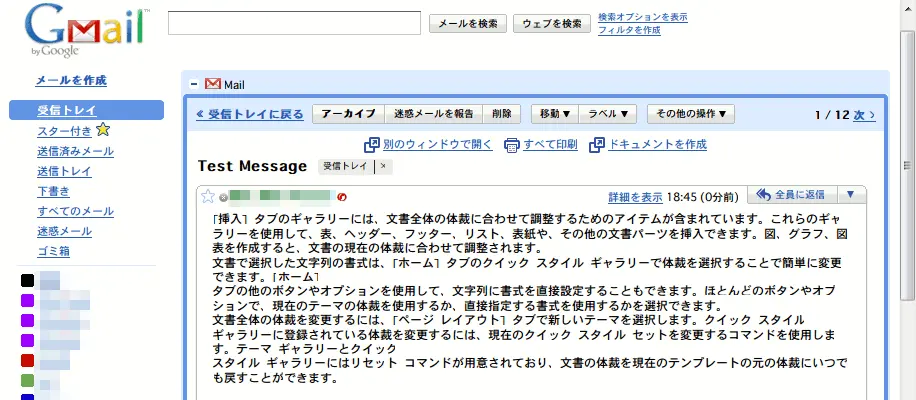 Gmail
by Google
メールを検索 ウェブを検索 検索オプションを表示
フィルタを作成
メールを作成
受信トレイ
スター付き
送信済みメール
送信トレイ
下書き
すべてのメール
迷惑メール
ゴミ箱
Mail
« 受信トレイに戻る アーカイブ 迷惑メールを報告 削除 移動▼ ラベル▼ その他の操作▼ 1 / 12 次 ›
別のウィンドウで開く すべて印刷 ドキュメントを作成
Test Message 受信トレイ ×
詳細を表示 18:45 (0分前) 全員に返信 ▼
[挿入] タブのギャラリーには、文書全体の体裁に合わせて調整するためのアイテムが含まれています。これらのギャ
ラリーを使用して、表、ヘッダー、フッター、リスト、表紙や、その他の文書パーツを挿入できます。図、グラフ、図
表を作成すると、文書の現在の体裁に合わせて調整されます。
文書で選択した文字列の書式は、[ホーム] タブのクイック スタイル ギャラリーで体裁を選択することで簡単に変更
できます。[ホーム]
タブの他のボタンやオプションを使用して、文字列に書式を直接設定することもできます。ほとんどのボタンやオプ
ションで、現在のテーマの体裁を使用するか、直接指定する書式を使用するかを選択できます。
文書全体の体裁を変更するには、[ページ レイアウト] タブで新しいテーマを選択します。クイック スタイル
ギャラリーに登録されている体裁を変更するには、現在のクイック スタイル セットを変更するコマンドを使用しま
す。テーマ ギャラリーとクイック
スタイル ギャラリーにはリセット コマンドが用意されており、文書の体裁を現在のテンプレートの元の体裁にいつで
も戻すことができます。